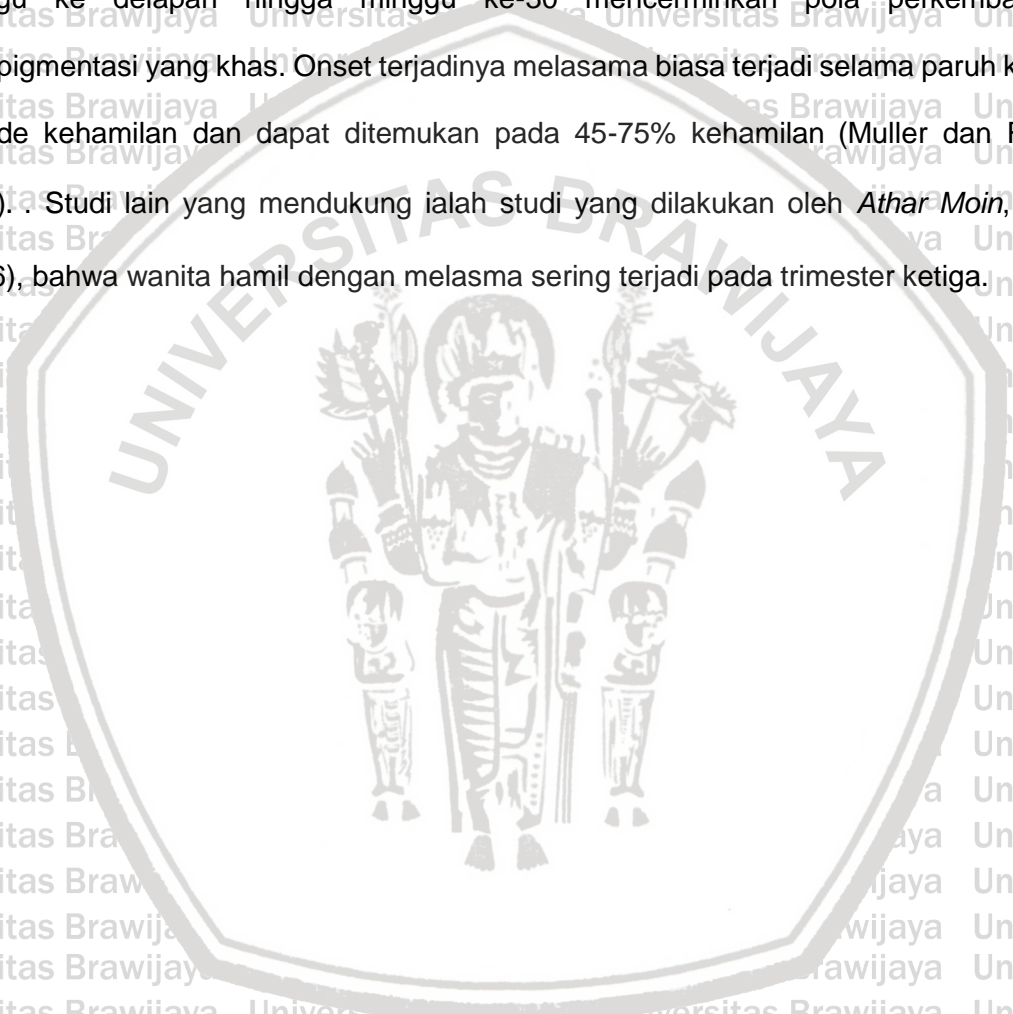 gu ke delapan hingga minggu ke-30 mencerminkan pola perkemba
pigmentasi yang khas. Onset terjadinya melasama biasa terjadi selama paruh k
de kehamilan dan dapat ditemukan pada 45-75% kehamilan (Muller dan
). . Studi lain yang mendukung ialah studi yang dilakukan oleh Athar Moin,
6), bahwa wanita hamil dengan melasma sering terjadi pada trimester ketiga.
UNIVERSITAS BRAWIJAYA